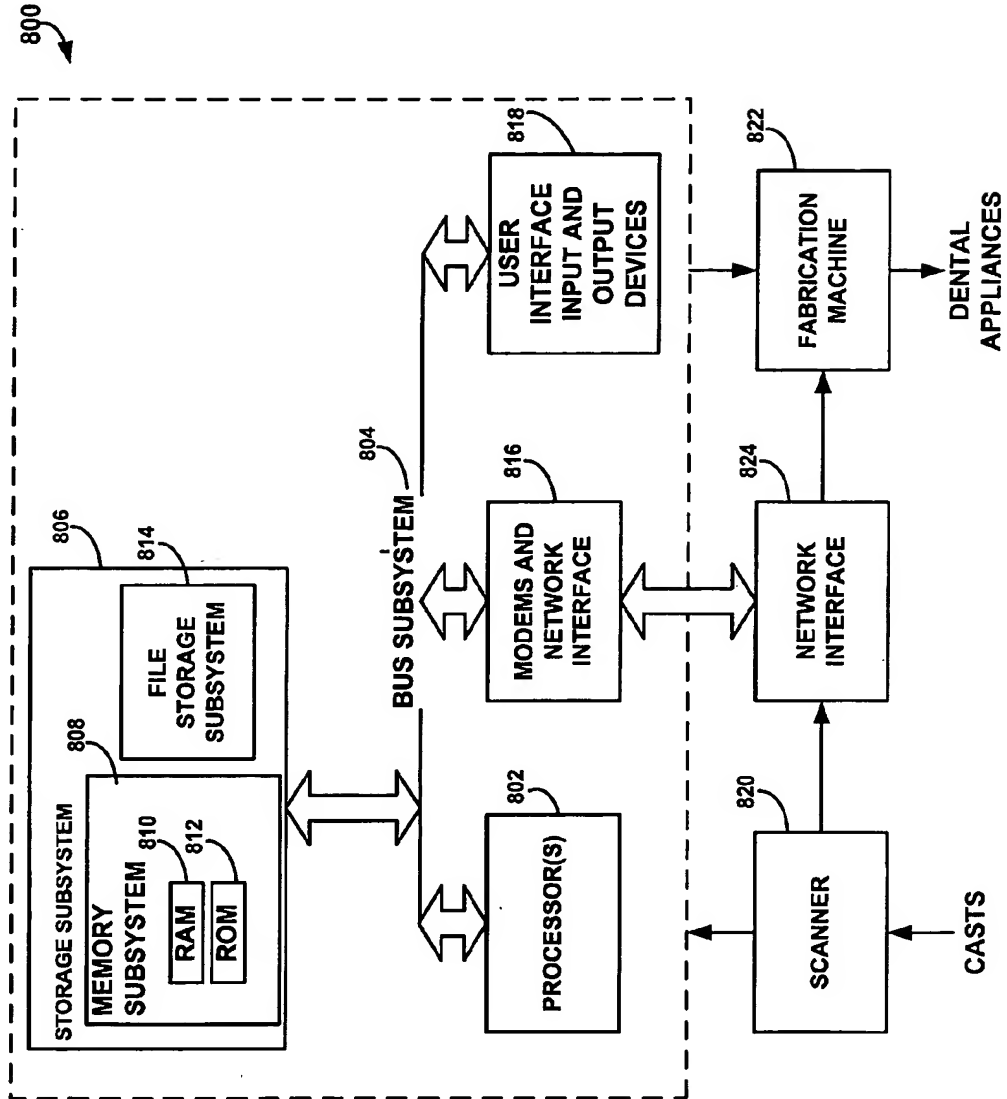 800
806
STORAGE SUBSYSTEM
808
MEMORY
SUBSYSTEM
810
RAM
812
ROM
814
FILE
STORAGE
SUBSYSTEM
804
BUS SUBSYSTEM
802
PROCESSOR(S)
816
MODEMS AND
NETWORK
INTERFACE
818
USER
INTERFACE
INPUT AND
OUTPUT
DEVICES
820
SCANNER
CASTS
824
NETWORK
INTERFACE
822
FABRICATION
MACHINE
DENTAL
APPLIANCES